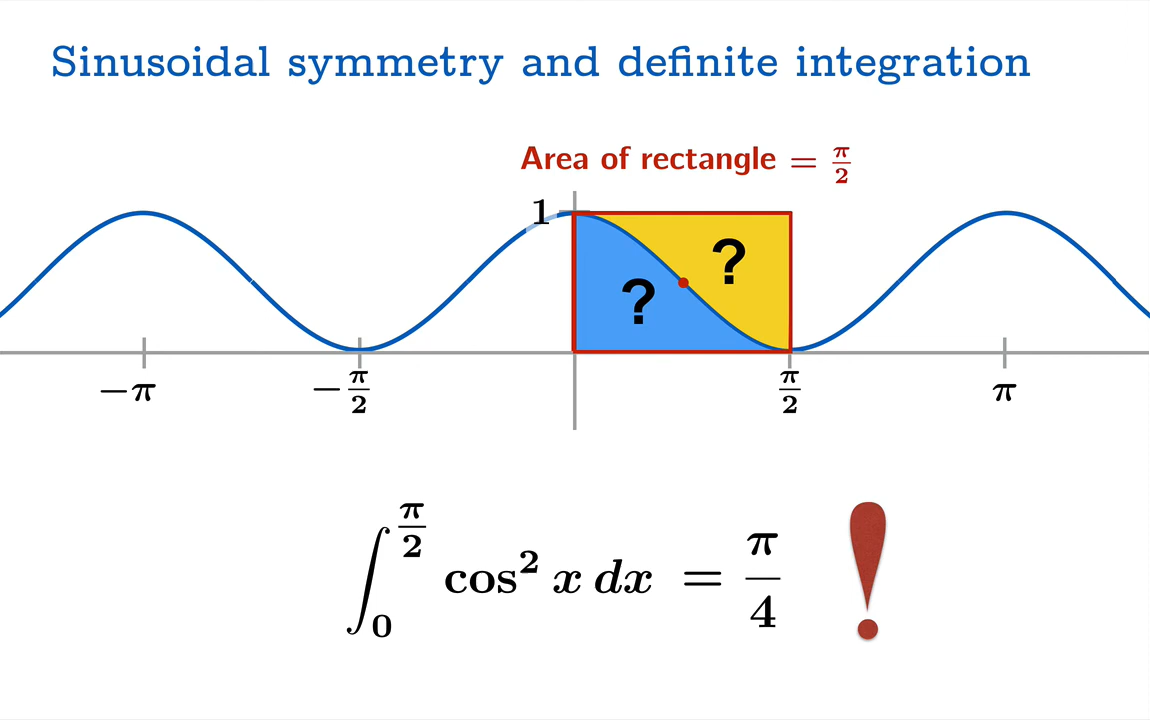 Sinusoidal symmetry and definite integration
Area of rectangle = π/2
1
?
?
−π
−π/2
π/2
π
∫₀^(π/2) cos² x dx = π/4 !